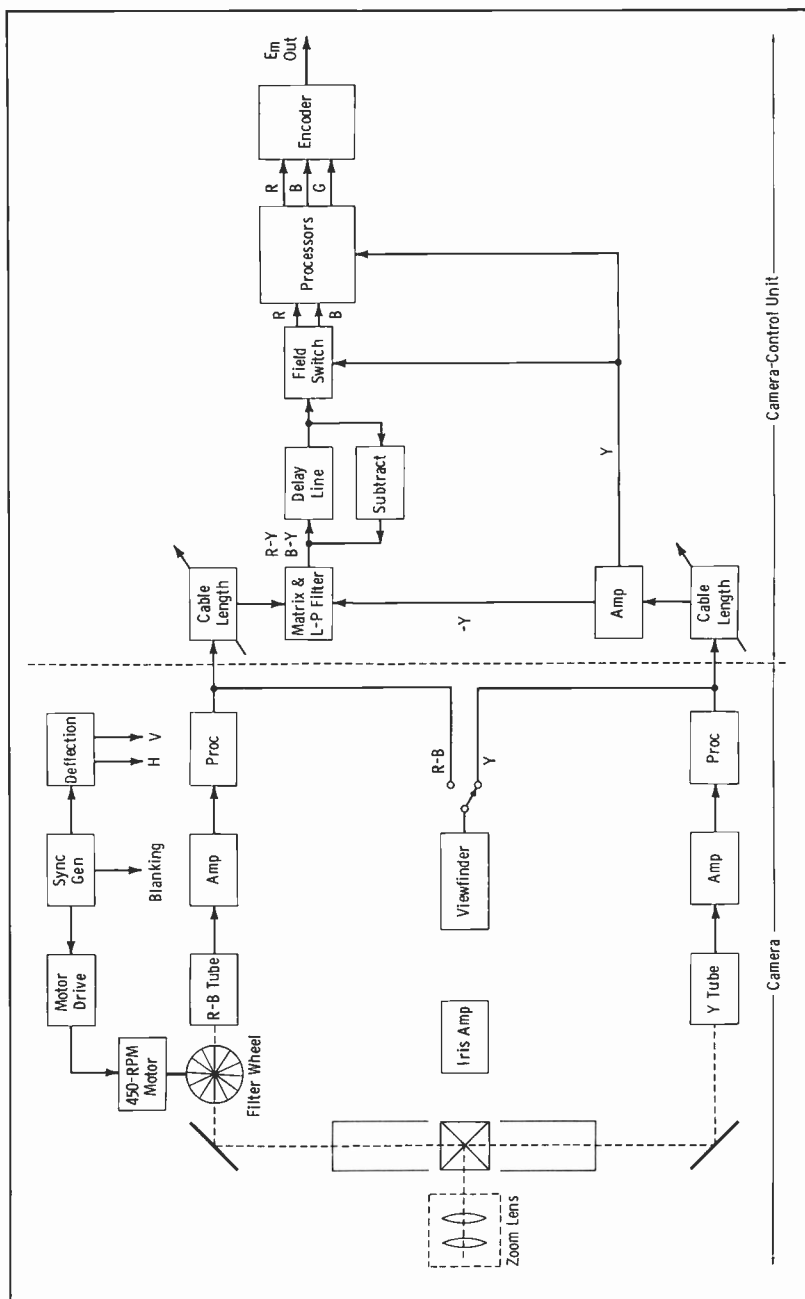 450-RPM
Motor
Motor
Drive
Sync
Gen
Deflection
Blanking
H
V
Filter Wheel
R-B Tube
Amp
Proc
Cable
Length
Matrix &
L-P Filter
R-Y
B-Y
Delay
Line
Subtract
Field
Switch
R
B
Processors
R
B
G
Encoder
Em
Out
Zoom Lens
Iris Amp
Viewfinder
R-B
Y
-Y
Y
Y Tube
Amp
Proc
Cable
Length
Amp
Camera
Camera-Control Unit